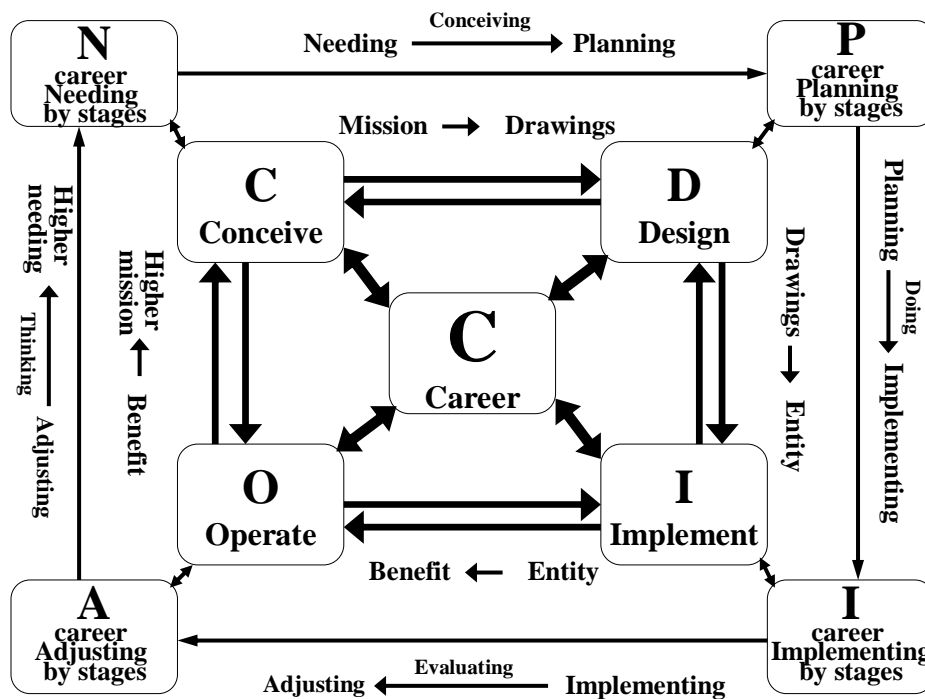 N
career
Needing
by stages
Needing
Conceiving
Planning
P
career
Planning
by stages
Mission
Drawings
C
Conceive
D
Design
Higher
needing
Thinking
Adjusting
Higher
mission
Benefit
C
Career
Drawings
Entity
Planning
Doing
Implementing
O
Operate
I
Implement
Benefit
Entity
A
career
Adjusting
by stages
Adjusting
Evaluating
Implementing
I
career
Implementing
by stages